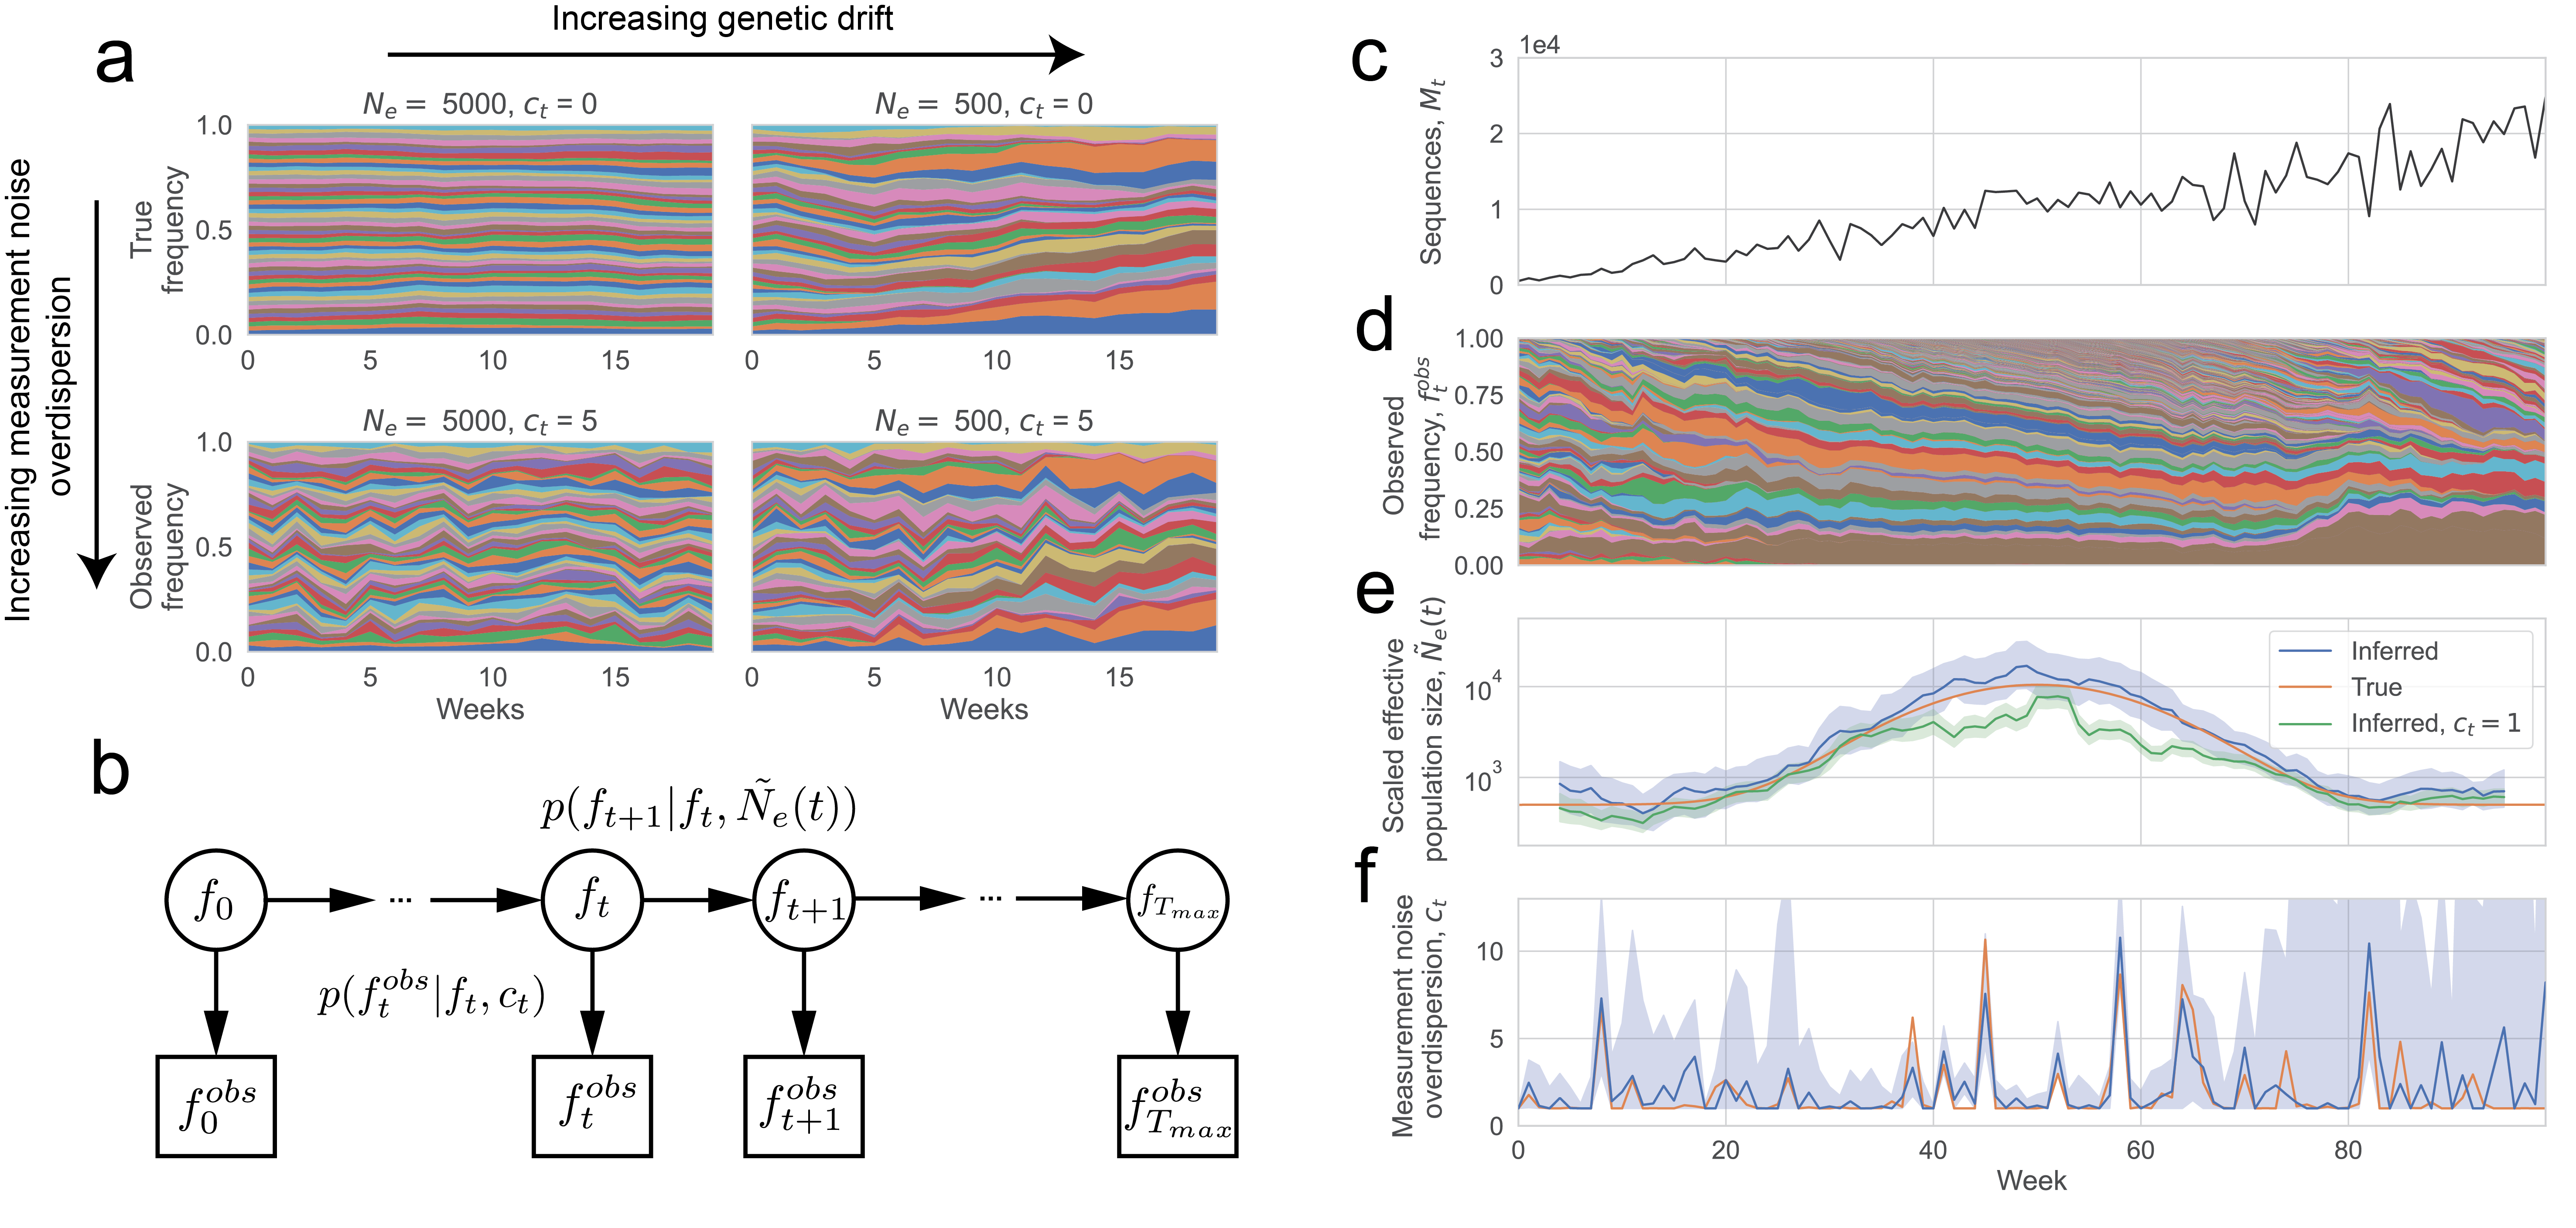 a
Increasing genetic drift
Increasing measurement noise
overdispersion
N_e = 5000, c_t = 0
N_e = 500, c_t = 0
True
frequency
1.0
0.5
0.0
0 5 10 15
0 5 10 15
N_e = 5000, c_t = 5
N_e = 500, c_t = 5
Observed
frequency
1.0
0.5
0.0
0 5 10 15
0 5 10 15
Weeks
Weeks
b
p(f_{t+1}|f_t, Ñ_e(t))
f_0 ... f_t f_{t+1} ... f_{T_{max}}
p(f_t^{obs}|f_t, c_t)
f_0^{obs} f_t^{obs} f_{t+1}^{obs} f_{T_{max}}^{obs}
c
1e4
Sequences, M_t
3
2
1
0
d
Observed
frequency, f_t^{obs}
1.00
0.75
0.50
0.25
0.00
e
Scaled effective
population size, Ñ_e(t)
10^4
10^3
Inferred
True
Inferred, c_t = 1
f
Measurement noise
overdispersion, c_t
10
5
0
0 20 40 60 80
Week